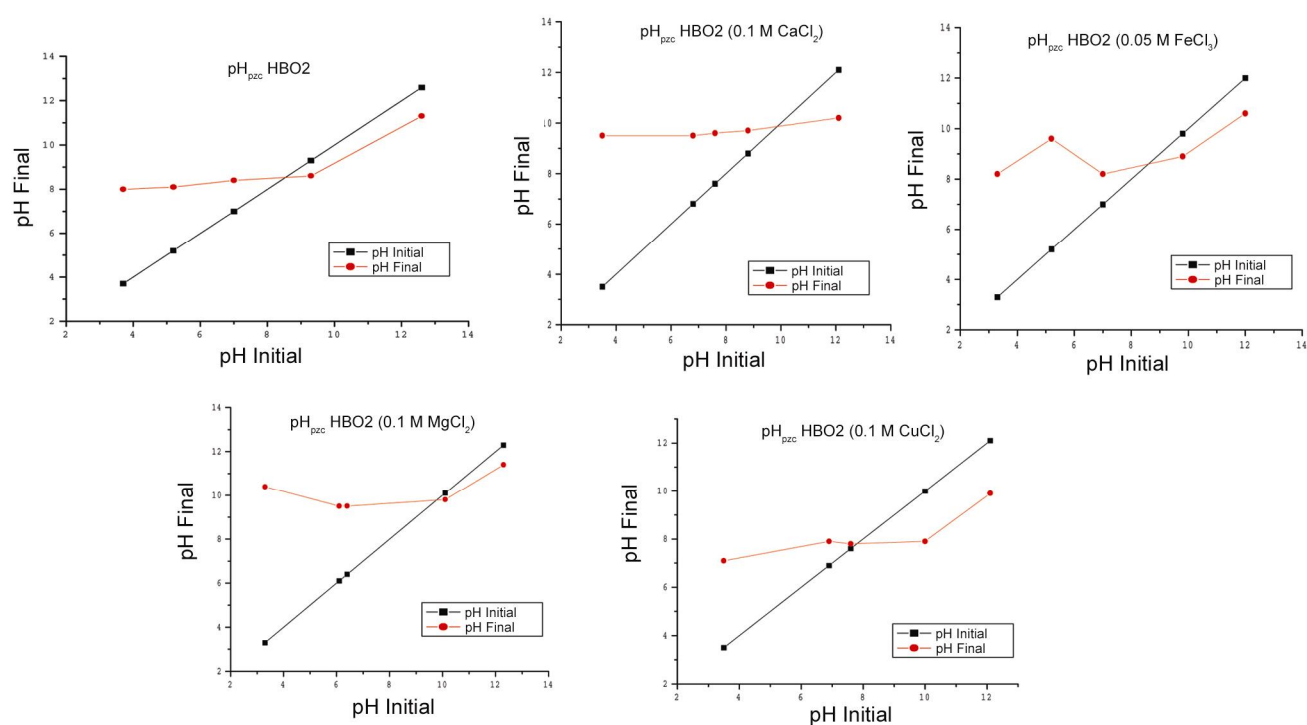 pHpzc HBO2
14
12
10
8
6
4
2
pH Final
2 4 6 8 10 12 14
pH Initial
pH Initial
pH Final
pHpzc HBO2 (0.1 M CaCl2)
14
12
10
8
6
4
2
pH Final
2 4 6 8 10 12 14
pH Initial
pH Initial
pH Final
pHpzc HBO2 (0.05 M FeCl3)
14
12
10
8
6
4
2
pH Final
2 4 6 8 10 12 14
pH Initial
pH Initial
pH Final
pHpzc HBO2 (0.1 M MgCl2)
14
12
10
8
6
4
2
pH Final
2 4 6 8 10 12 14
pH Initial
pH Initial
pH Final
pHpzc HBO2 (0.1 M CuCl2)
12
10
8
6
4
2
pH Final
2 4 6 8 10 12
pH Initial
pH Initial
pH Final